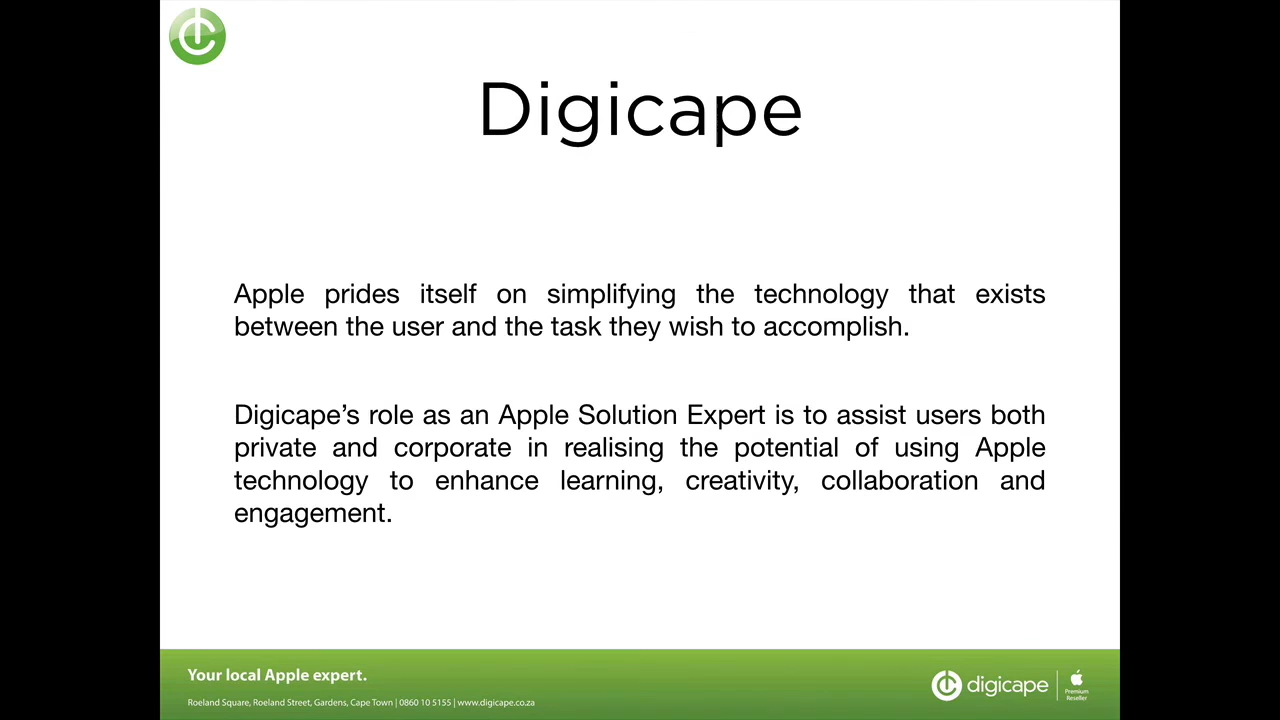 Digicape
Apple prides itself on simplifying the technology that exists
between the user and the task they wish to accomplish.
Digicape’s role as an Apple Solution Expert is to assist users both
private and corporate in realising the potential of using Apple
technology to enhance learning, creativity, collaboration and
engagement.
Your local Apple expert.
Roeland Square, Roeland Street, Gardens, Cape Town | 0860 10 5155 | www.digicape.co.za
digicape
Premium
Reseller